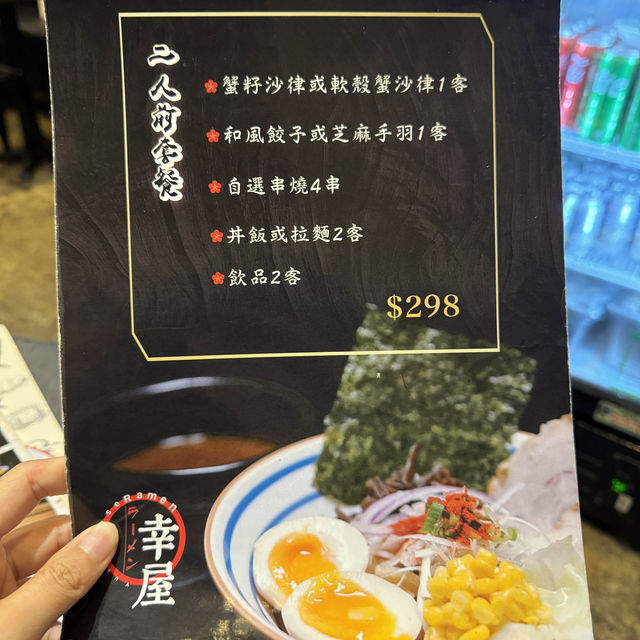 二人前套餐
蟹籽沙律或軟殼蟹沙律1客
和風餃子或芝麻手羽1客
自選串燒4串
丼飯或拉麵2客
飲品2客
$298
Ramen
ラーメン
幸屋